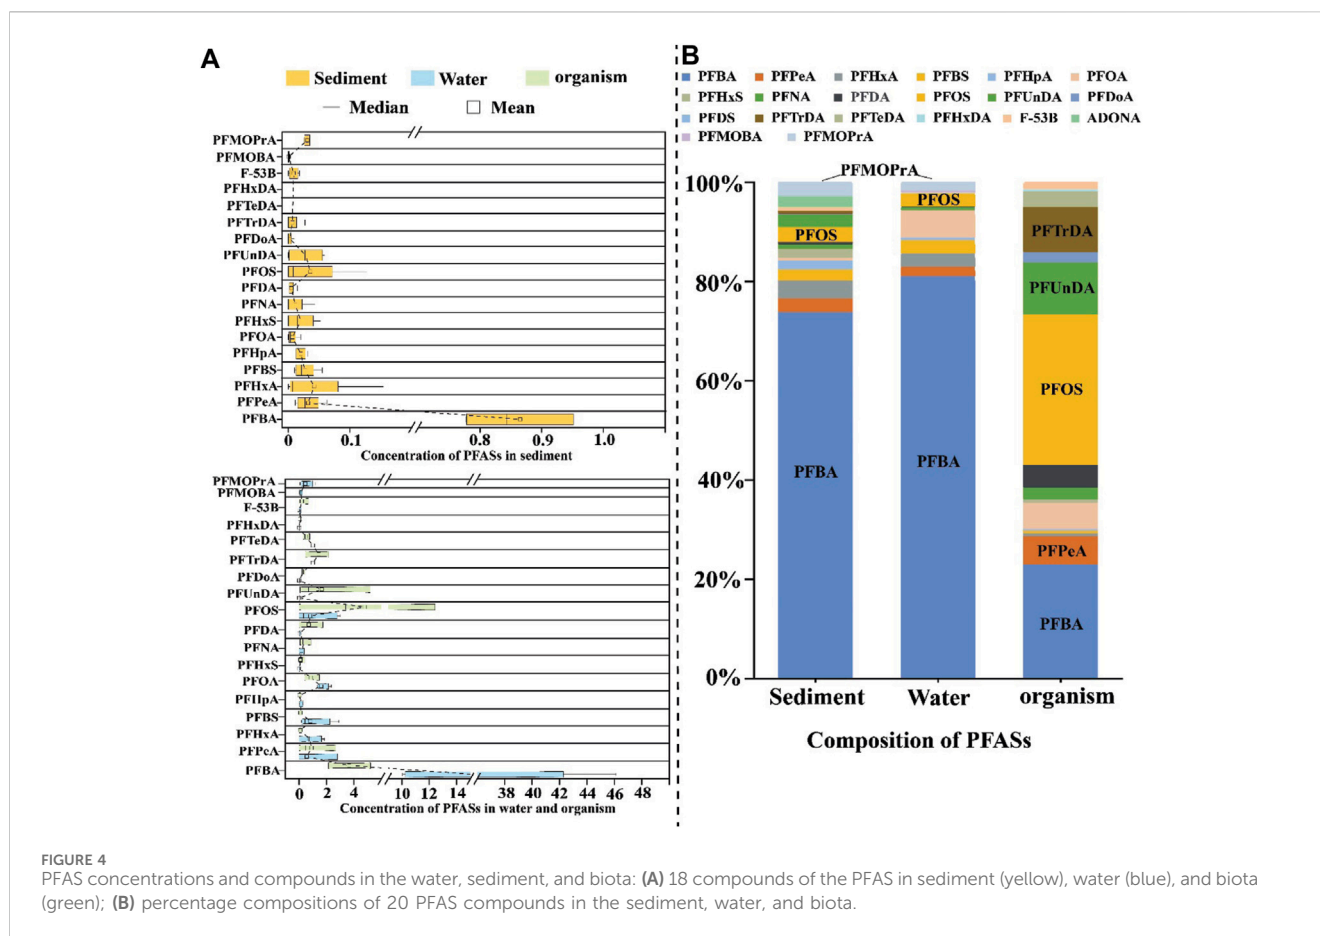 A
Sediment Water organism
Median Mean
PFMOPrA
PFMOBA
F-53B
PFHxDA
PFTeDA
PFTrDA
PFDoA
PFUnDA
PFOS
PFDA
PFNA
PFHxS
PFOA
PFHpA
PFBS
PFHxA
PFPeA
PFBA
0 0.1 0.8 0.9 1.0
Concentration of PFASs in sediment
PFMOPrA
PFMOBA
F-53B
PFHxDA
PFTeDA
PFTrDA
PFDoA
PFUnDA
PFOS
PFDA
PFNA
PFHxS
PFOA
PFHpA
PFBS
PFHxA
PFPeA
PFBA
0 2 4 10 12 14 38 40 42 44 46 48
Concentration of PFASs in water and organism
B
PFBA PFPeA PFHxA PFBS PFHpA PFOA
PFHxS PFNA PFDA PFOS PFUnDA PFDoA
PFDS PFTrDA PFTeDA PFHxDA F-53B ADONA
PFMOBA PFMOPrA
PFMOPrA
100%
80%
60%
40%
20%
0%
PFOS
PFBA
PFOS
PFBA
PFTrDA
PFUnDA
PFOS
PFPeA
PFBA
Sediment Water organism
Composition of PFASs
FIGURE 4
PFAS concentrations and compounds in the water, sediment, and biota: (A) 18 compounds of the PFAS in sediment (yellow), water (blue), and biota
(green); (B) percentage compositions of 20 PFAS compounds in the sediment, water, and biota.